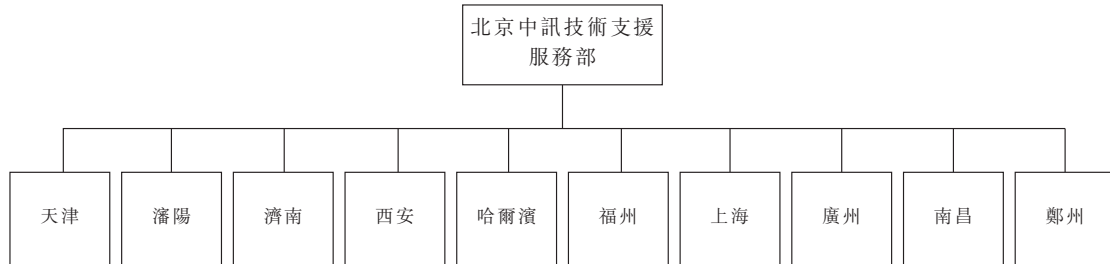 北京中訊技術支援
服務部
天津
瀋陽
濟南
西安
哈爾濱
福州
上海
廣州
南昌
鄭州